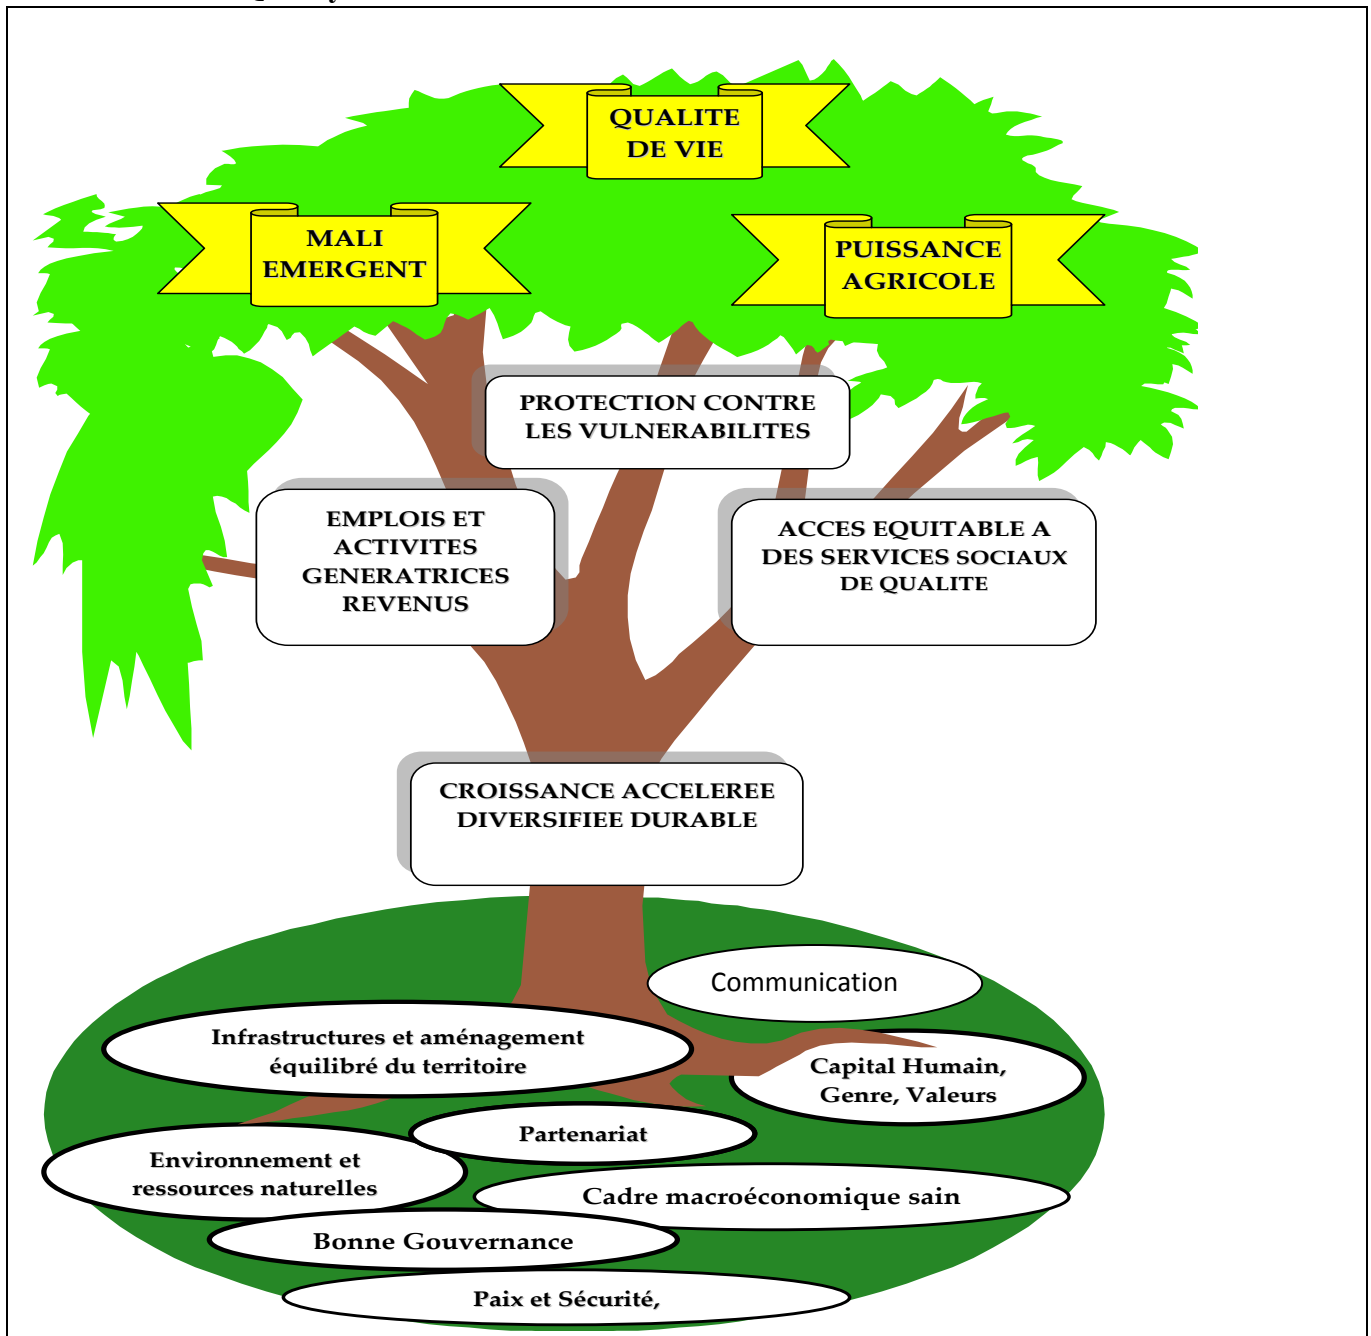 QUALITE
DE VIE
MALI
EMERGENT
PUISSANCE
AGRICOLE
PROTECTION CONTRE
LES VULNERABILITES
EMPLOIS ET
ACTIVITES
GENERATRICES
REVENUS
ACCES EQUITABLE A
DES SERVICES SOCIAUX
DE QUALITE
CROISSANCE ACCELEREE
DIVERSIFIEE DURABLE
Communication
Infrastructures et aménagement
équilibré du territoire
Capital Humain,
Genre, Valeurs
Partenariat
Environnement et
ressources naturelles
Cadre macroéconomique sain
Bonne Gouvernance
Paix et Sécurité,